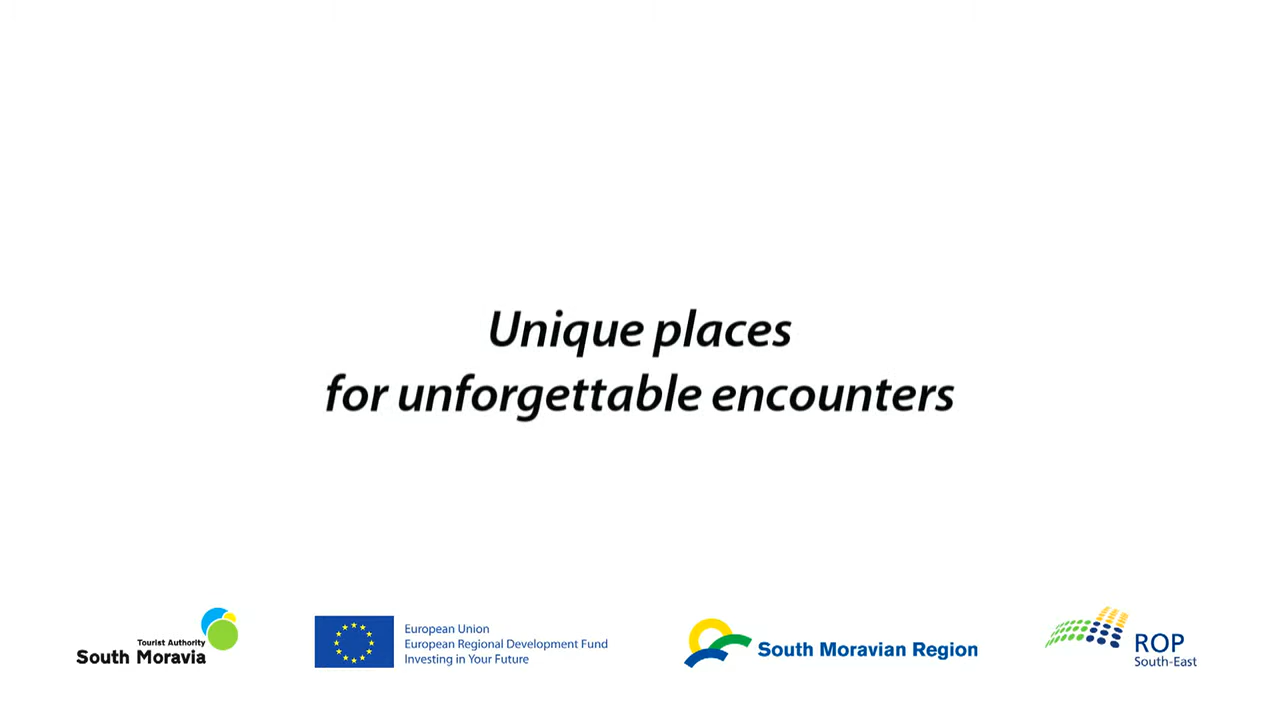 Unique places
for unforgettable encounters
Tourist Authority
South Moravia
European Union
European Regional Development Fund
Investing in Your Future
South Moravian Region
ROP
South-East